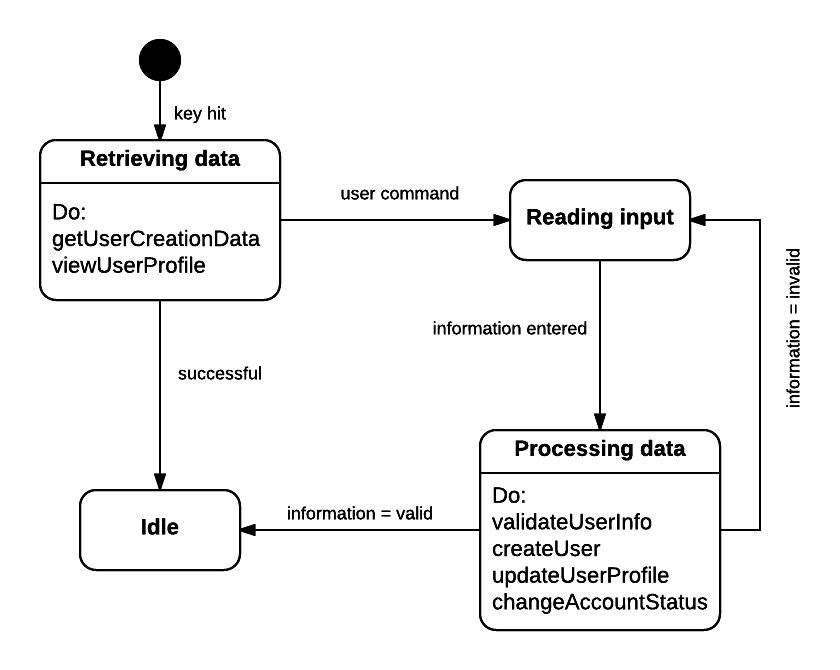 key hit
Retrieving data
Do:
getUserCreationData
viewUserProfile
user command
Reading input
information entered
information = invalid
successful
Processing data
Do:
validateUserInfo
createUser
updateUserProfile
changeAccountStatus
information = valid
Idle